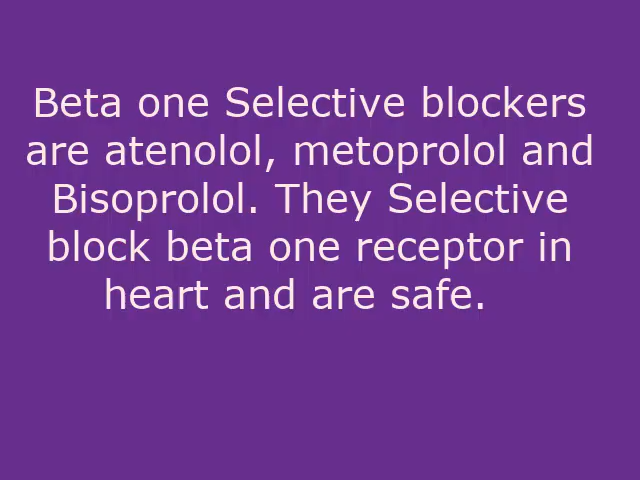 Beta one Selective blockers
are atenolol, metoprolol and
Bisoprolol. They Selective
block beta one receptor in
heart and are safe.